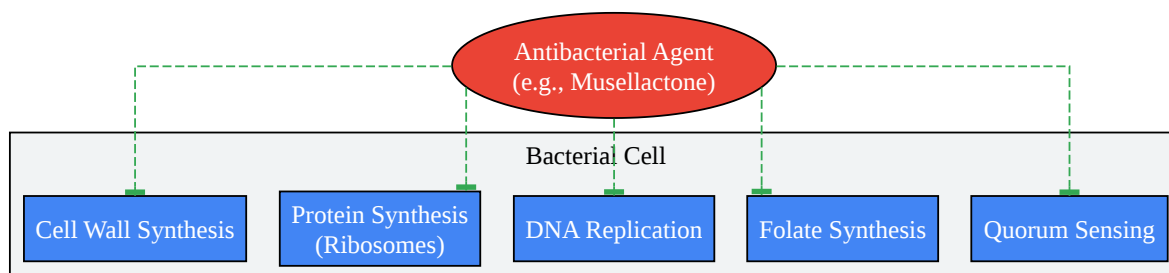 Antibacterial Agent
(e.g., Musellactone)
Bacterial Cell
Cell Wall Synthesis
Protein Synthesis
(Ribosomes)
DNA Replication
Folate Synthesis
Quorum Sensing